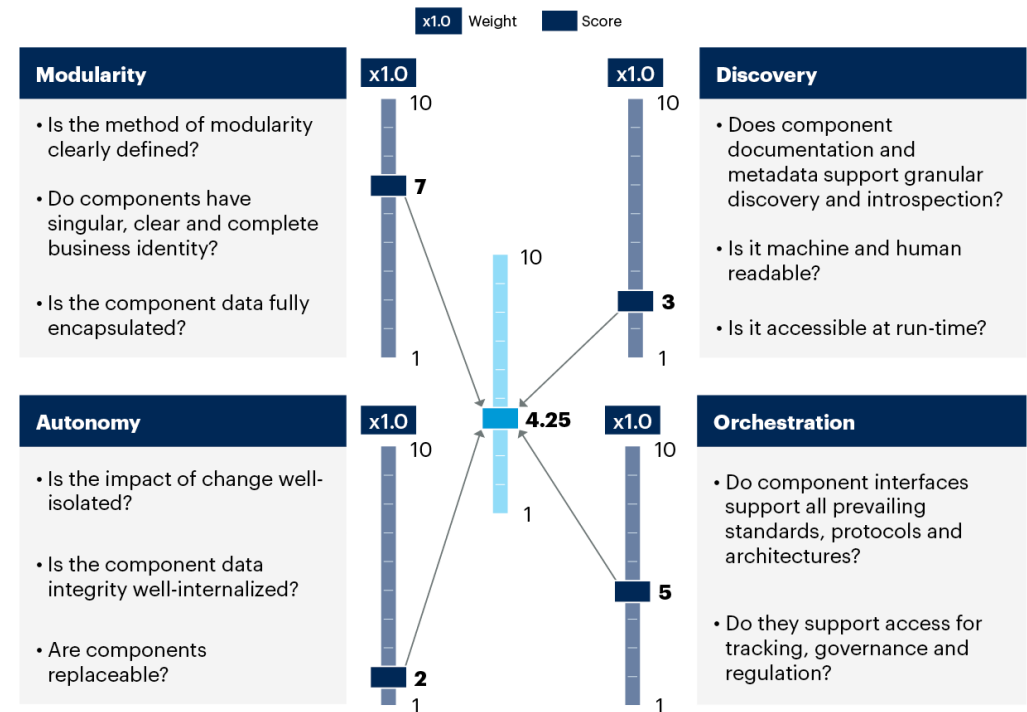 x1.0 Weight Score
Modularity
• Is the method of modularity
clearly defined?
• Do components have
singular, clear and complete
business identity?
• Is the component data fully
encapsulated?
x1.0
10
7
1
x1.0
10
3
1
Discovery
• Does component
documentation and
metadata support granular
discovery and introspection?
• Is it machine and human
readable?
• Is it accessible at run-time?
10
4.25
1
Autonomy
• Is the impact of change well-
isolated?
• Is the component data
integrity well-internalized?
• Are components
replaceable?
x1.0
10
2
1
x1.0
10
5
1
Orchestration
• Do component interfaces
support all prevailing
standards, protocols and
architectures?
• Do they support access for
tracking, governance and
regulation?